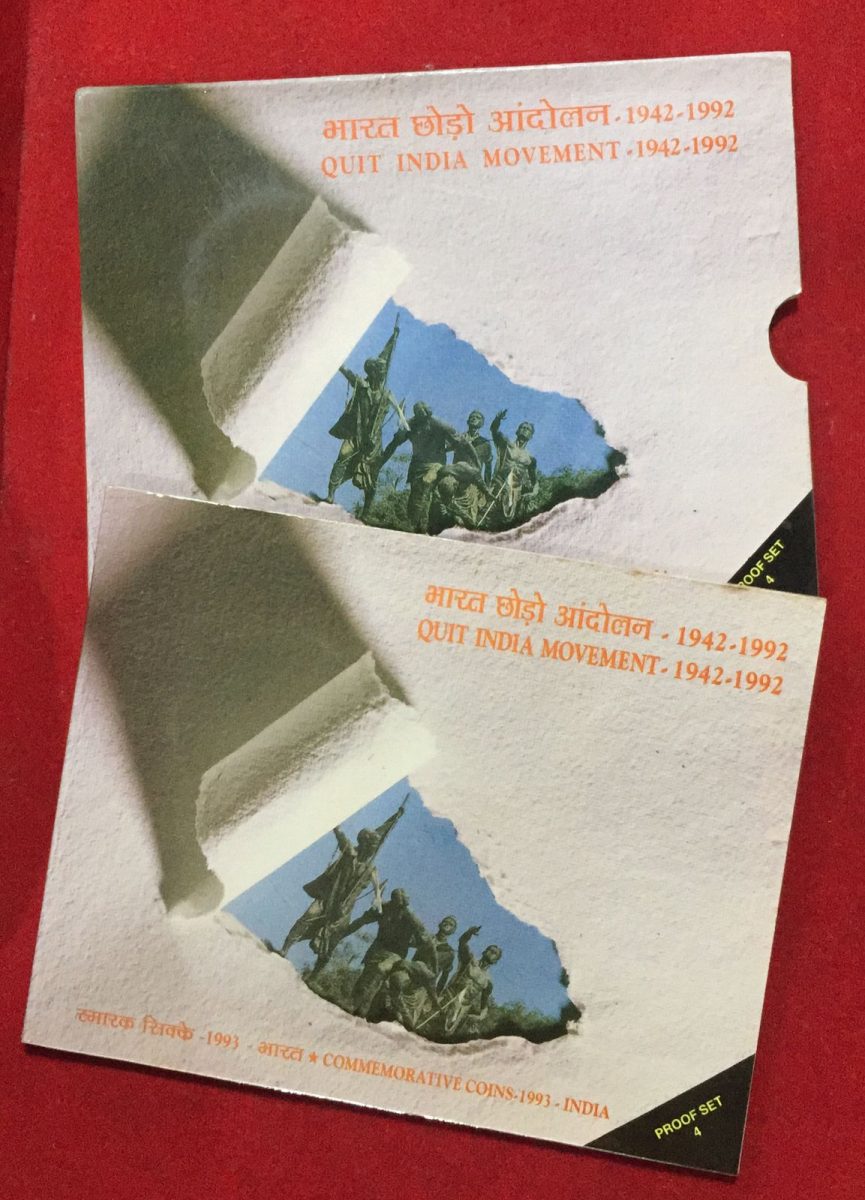 भारत छोड़ो आंदोलन - 1942-1992
QUIT INDIA MOVEMENT - 1942-1992
PROOF SET
4
भारत छोड़ो आंदोलन - 1942-1992
QUIT INDIA MOVEMENT - 1942-1992
स्मारक सिक्के -1993 - भारत ★ COMMEMORATIVE COINS-1993 - INDIA
PROOF SET
4